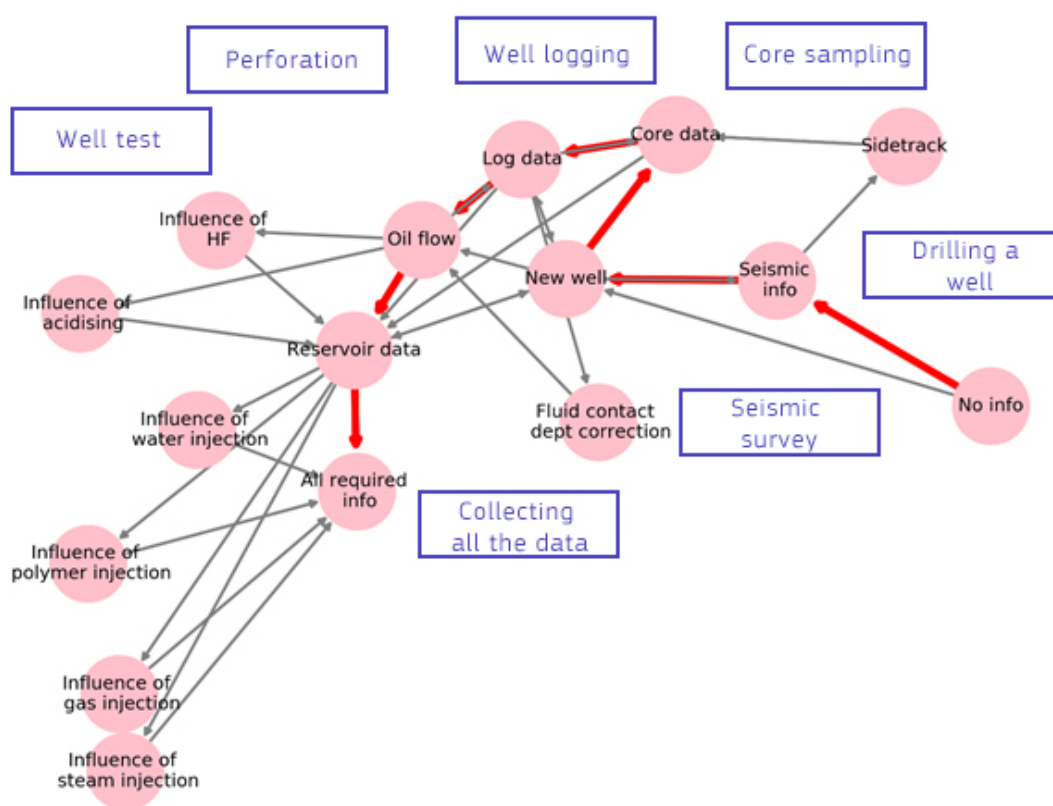 Perforation
Well logging
Core sampling
Well test
Core data
Sidetrack
Log data
Influence of
HF
Oil flow
Drilling a
well
New well
Seismic
info
Influence of
acidising
Reservoir data
Influence of
water injection
Fluid contact
dept correction
Seismic
survey
No info
All required
info
Collecting
all the data
Influence of
polymer injection
Influence of
gas injection
Influence of
steam injection